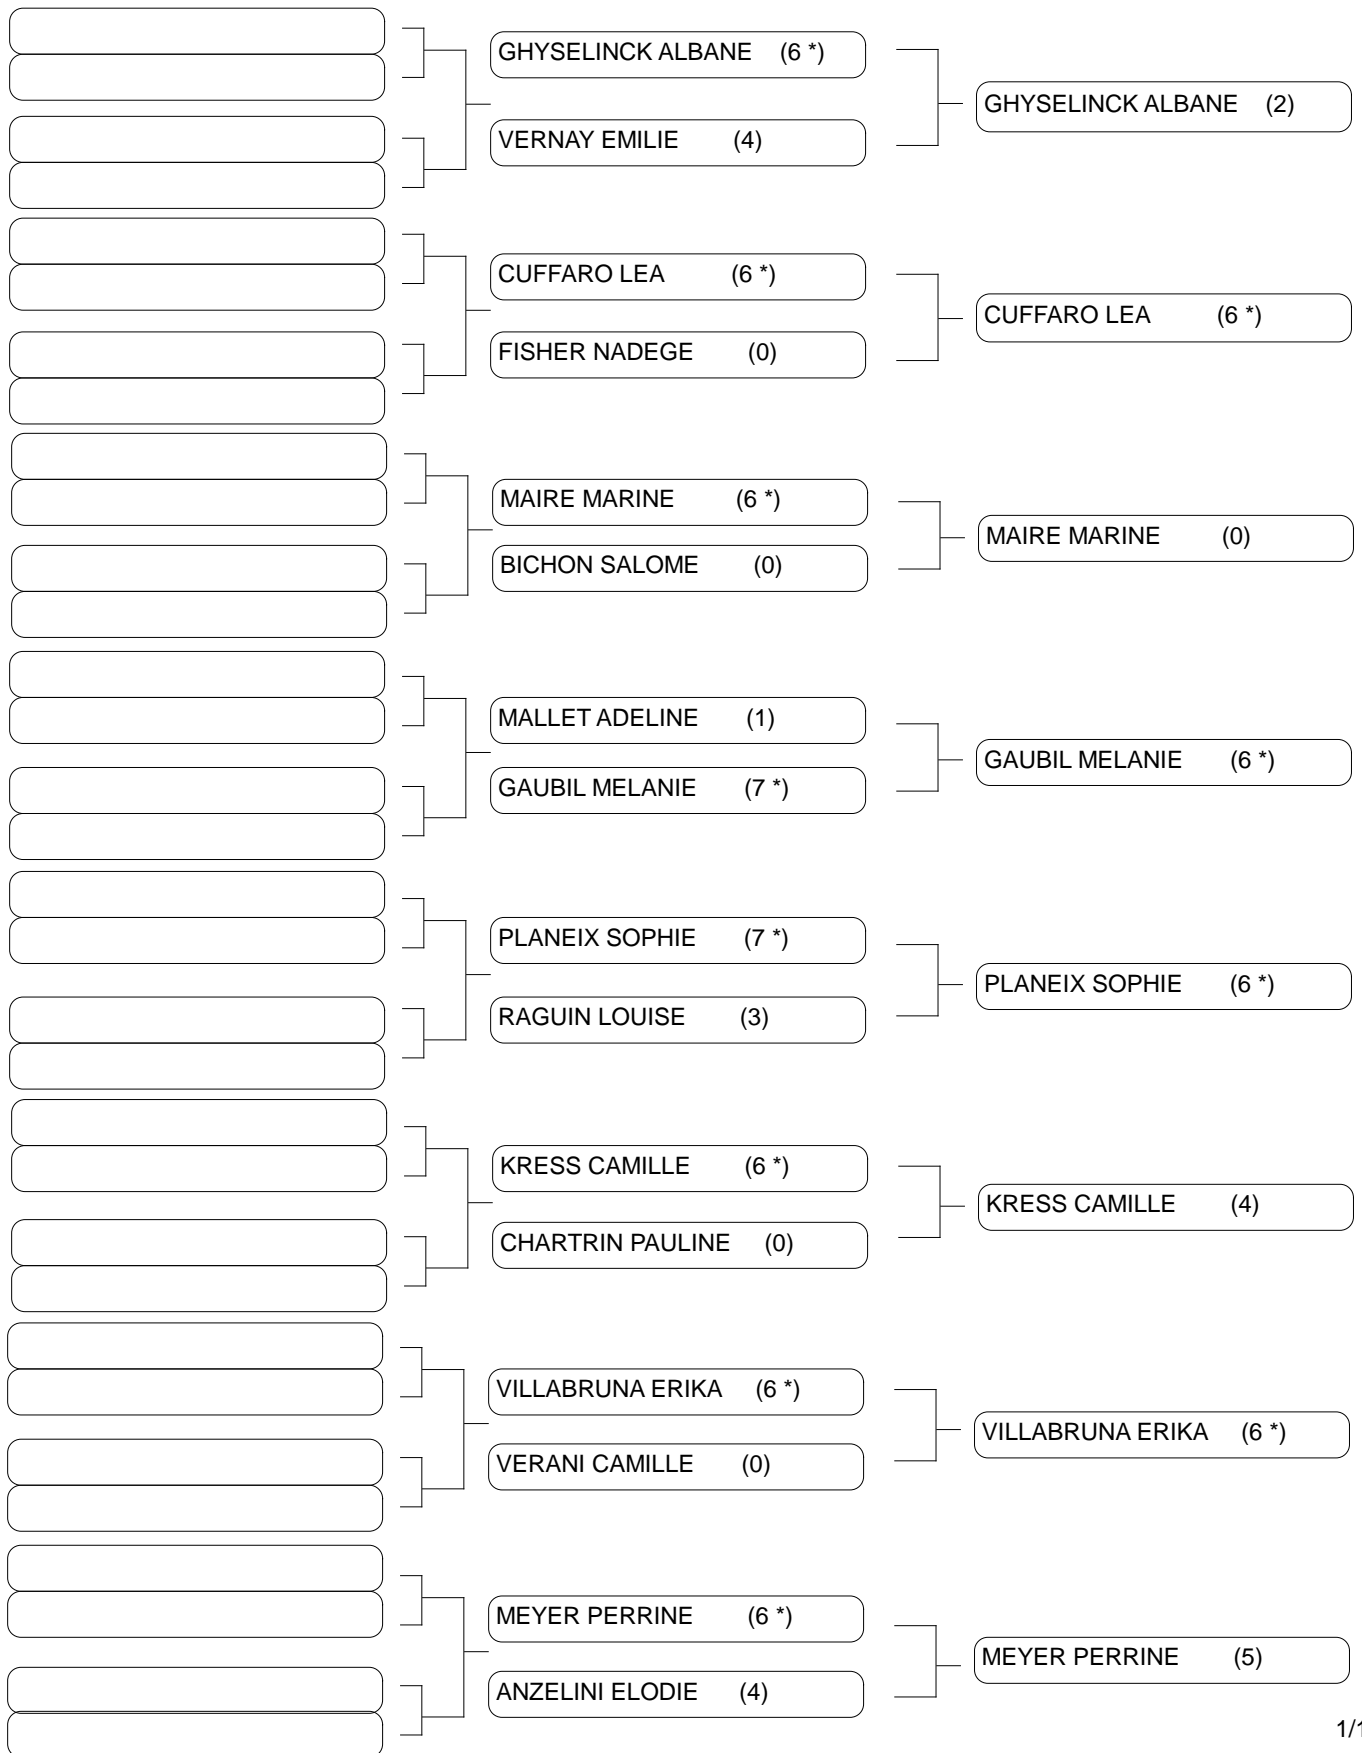 GHYSELINCK ALBANE (6 *)
VERNAY EMILIE (4)
GHYSELINCK ALBANE (2)
CUFFARO LEA (6 *)
FISHER NADEGE (0)
CUFFARO LEA (6 *)
MAIRE MARINE (6 *)
BICHON SALOME (0)
MAIRE MARINE (0)
MALLET ADELINE (1)
GAUBIL MELANIE (7 *)
GAUBIL MELANIE (6 *)
PLANEIX SOPHIE (7 *)
RAGUIN LOUISE (3)
PLANEIX SOPHIE (6 *)
KRESS CAMILLE (6 *)
CHARTRIN PAULINE (0)
KRESS CAMILLE (4)
VILLABRUNA ERIKA (6 *)
VERANI CAMILLE (0)
VILLABRUNA ERIKA (6 *)
MEYER PERRINE (6 *)
ANZELINI ELODIE (4)
MEYER PERRINE (5)
1/1